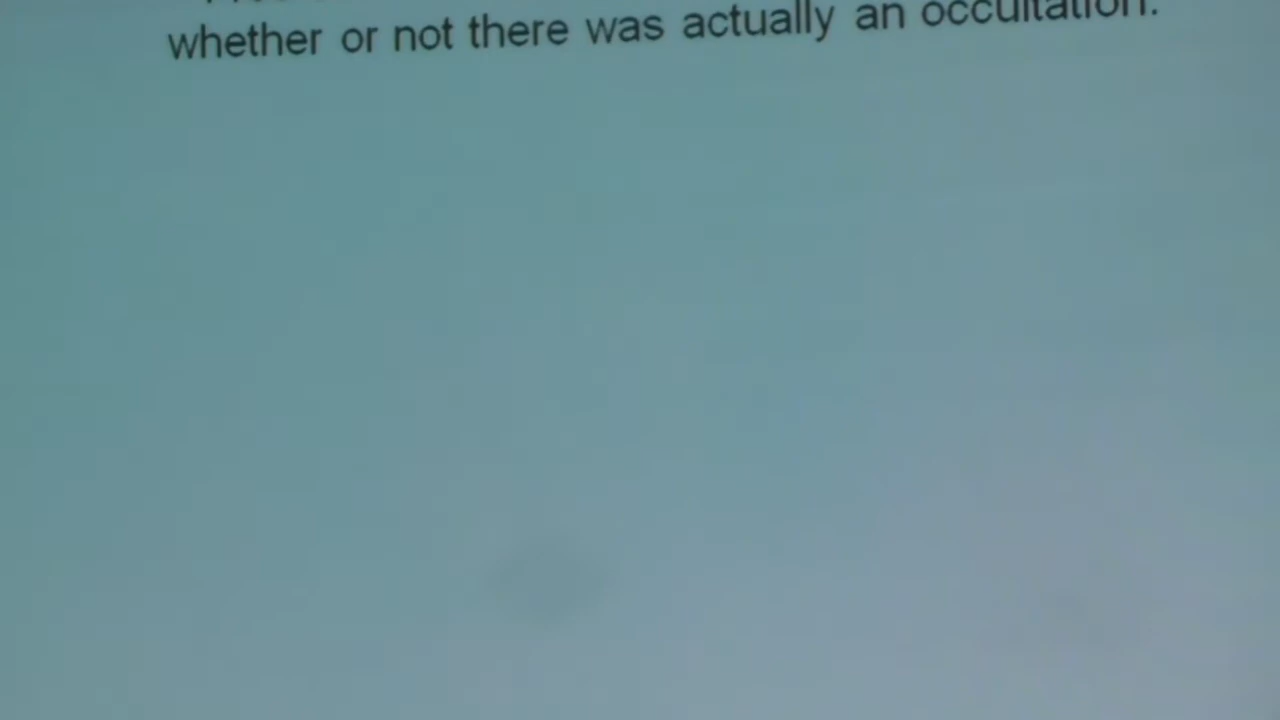 whether or not there was actually an occultation.